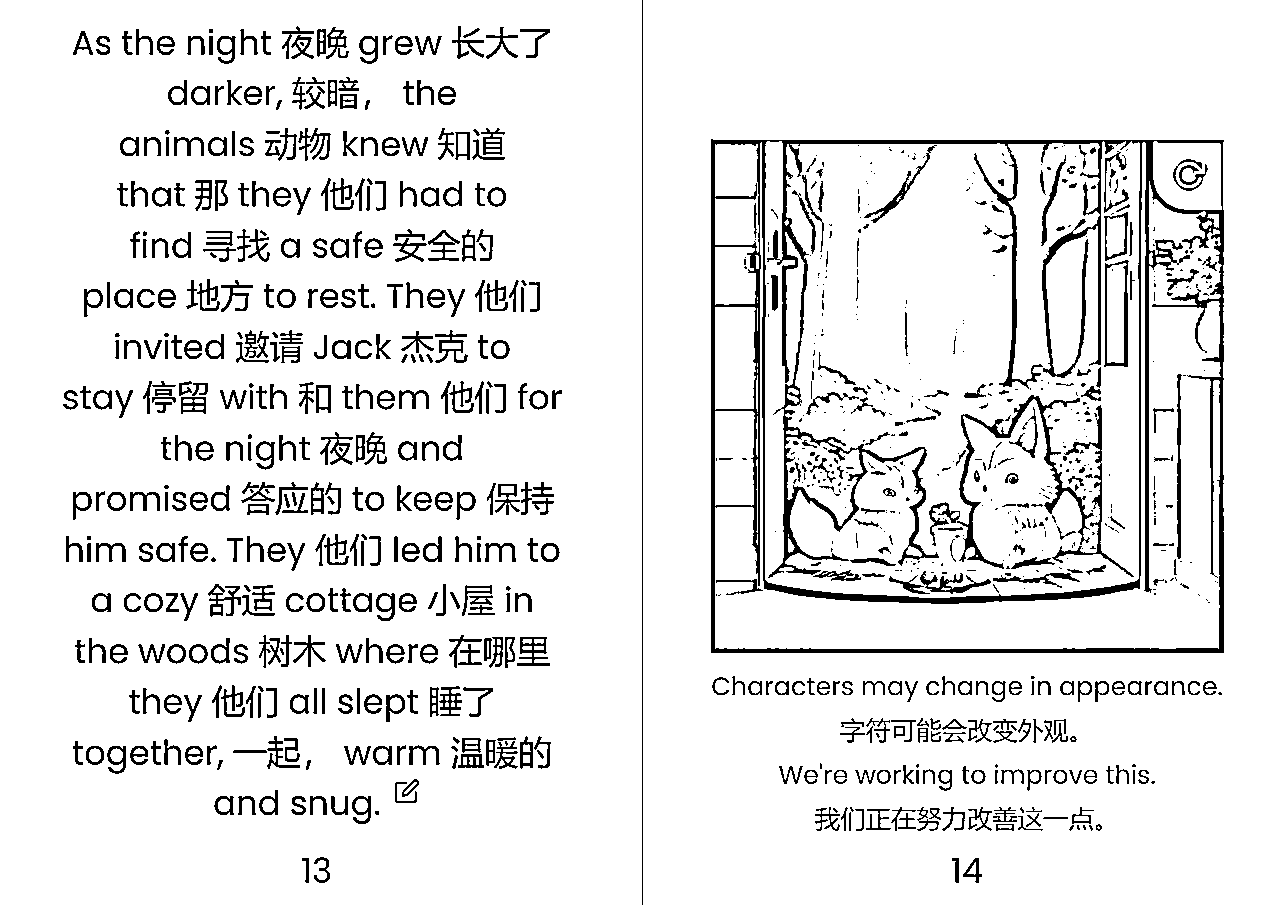 As the night 夜晚 grew 长大了
darker, 较暗， the
animals 动物 knew 知道
that 那 they 他们 had to
find 寻找 a safe 安全的
place 地方 to rest. They 他们
invited 邀请 Jack 杰克 to
stay 停留 with 和 them 他们 for
the night 夜晚 and
promised 答应的 to keep 保持
him safe. They 他们 led him to
a cozy 舒适 cottage 小屋 in
the woods 树木 where 在哪里
they 他们 all slept 睡了
together, 一起， warm 温暖的
and snug.
13
Characters may change in appearance.
字符可能会改变外观。
We're working to improve this.
我们正在努力改善这一点。
14